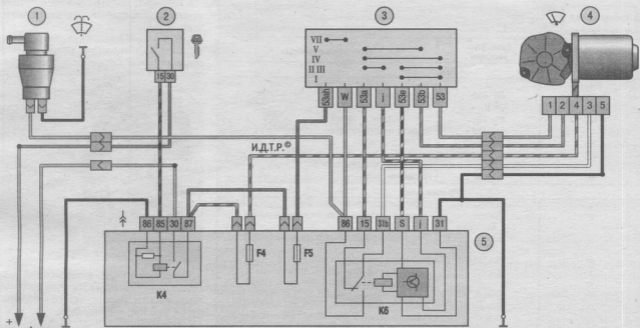 1
2
3
4
VII
V
IV
II III
I
15 30
53ah W 53a j 53e 53b 53
1 2 4 3 5
И.Д.Т.Р.©
86 85 30 87
86 15 31b S j 31
5
F4
F5
K4
K6
+
-